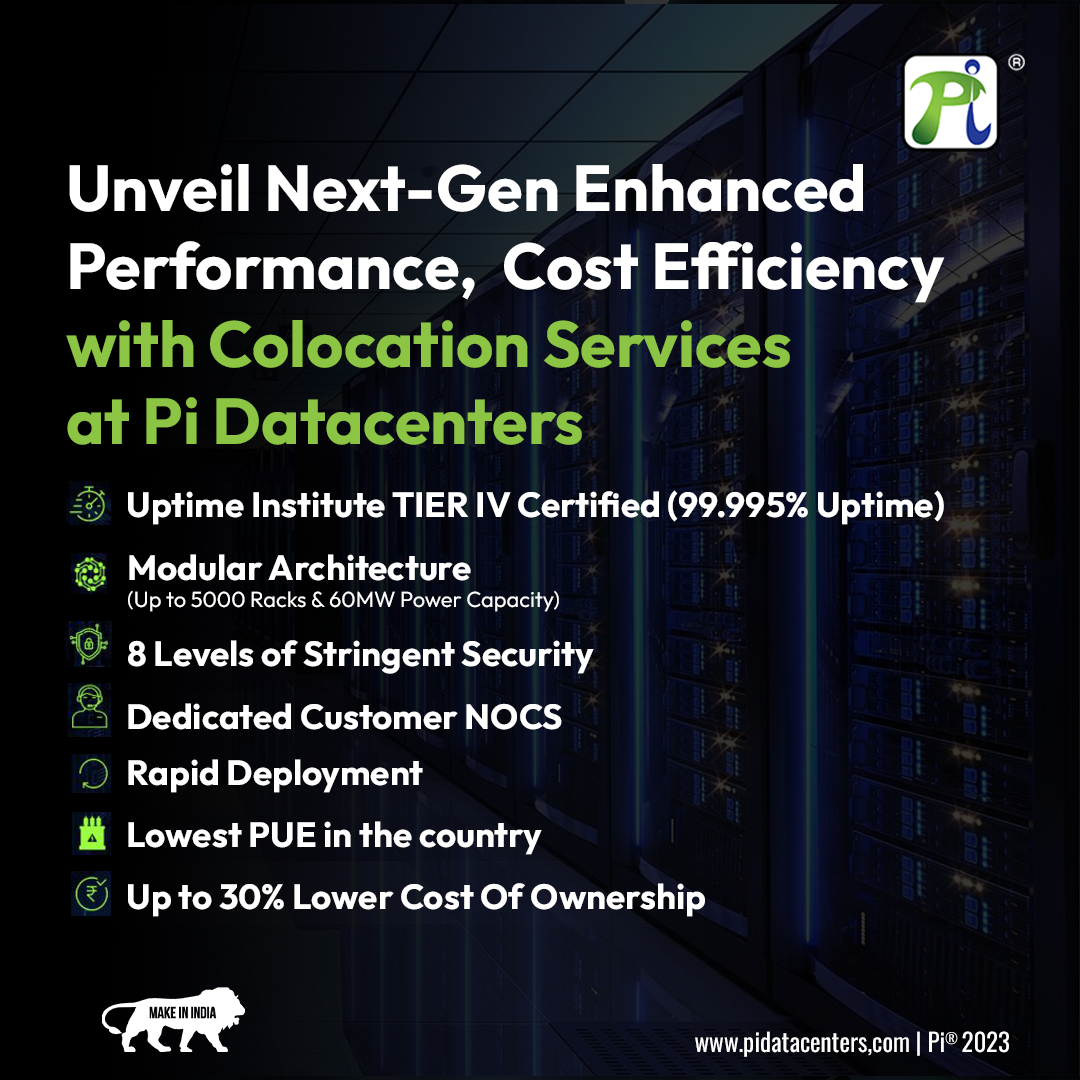 Pi ®
Unveil Next-Gen Enhanced
Performance, Cost Efficiency
with Colocation Services
at Pi Datacenters
Uptime Institute TIER IV Certified (99.995% Uptime)
Modular Architecture
(Up to 5000 Racks & 60MW Power Capacity)
8 Levels of Stringent Security
Dedicated Customer NOCS
Rapid Deployment
Lowest PUE in the country
₹ Up to 30% Lower Cost Of Ownership
MAKE IN INDIA
www.pidatacenters,com | Pi® 2023